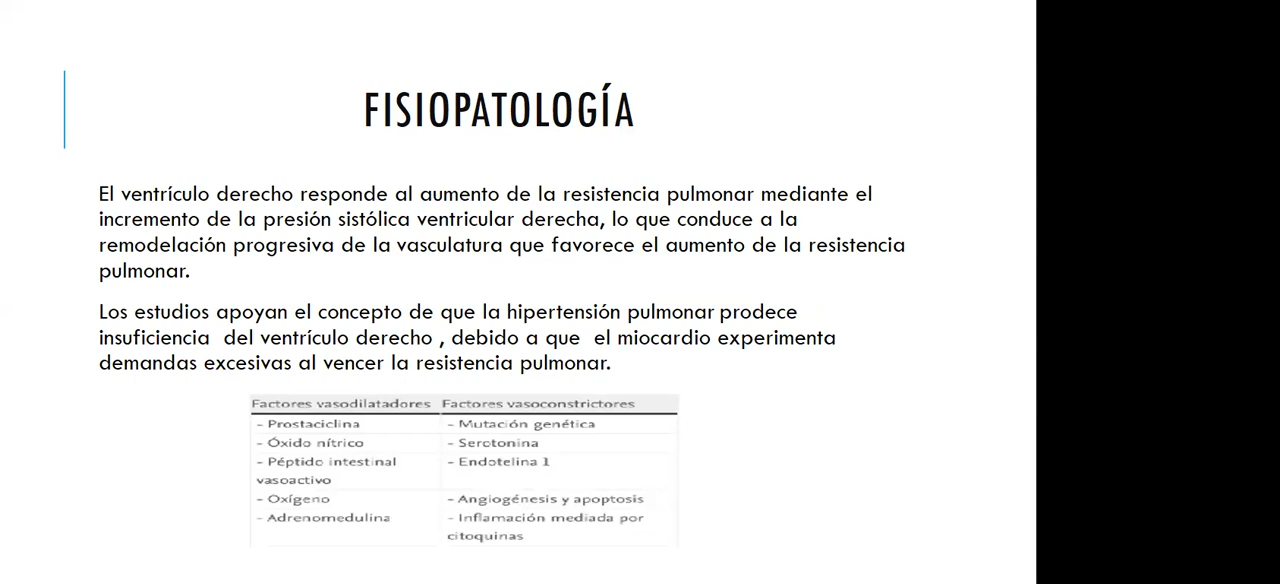 FISIOPATOLOGÍA
El ventrículo derecho responde al aumento de la resistencia pulmonar mediante el
incremento de la presión sistólica ventricular derecha, lo que conduce a la
remodelación progresiva de la vasculatura que favorece el aumento de la resistencia
pulmonar.
Los estudios apoyan el concepto de que la hipertensión pulmonar prodece
insuficiencia  del ventrículo derecho , debido a que  el miocardio experimenta
demandas excesivas al vencer la resistencia pulmonar.
Factores vasodilatadores Factores vasoconstrictores
- Prostaciclina - Mutación genética
- Óxido nítrico - Serotonina
- Péptido intestinal - Endotelina 1
vasoactivo
- Oxígeno - Angiogénesis y apoptosis
- Adrenomedulina - Inflamación mediada por
citoquinas